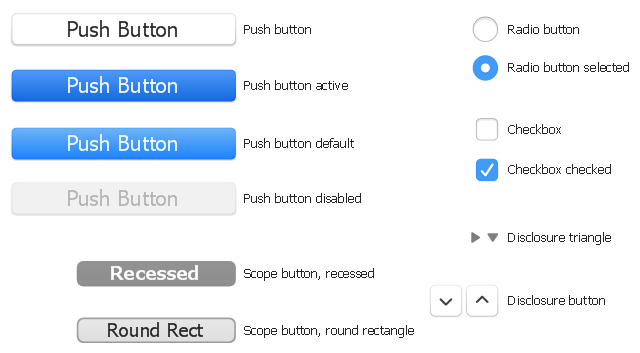 Push Button Push button
Push Button Push button active
Push Button Push button default
Push Button Push button disabled
Recessed Scope button, recessed
Round Rect Scope button, round rectangle
Radio button
Radio button selected
Checkbox
Checkbox checked
Disclosure triangle
Disclosure button